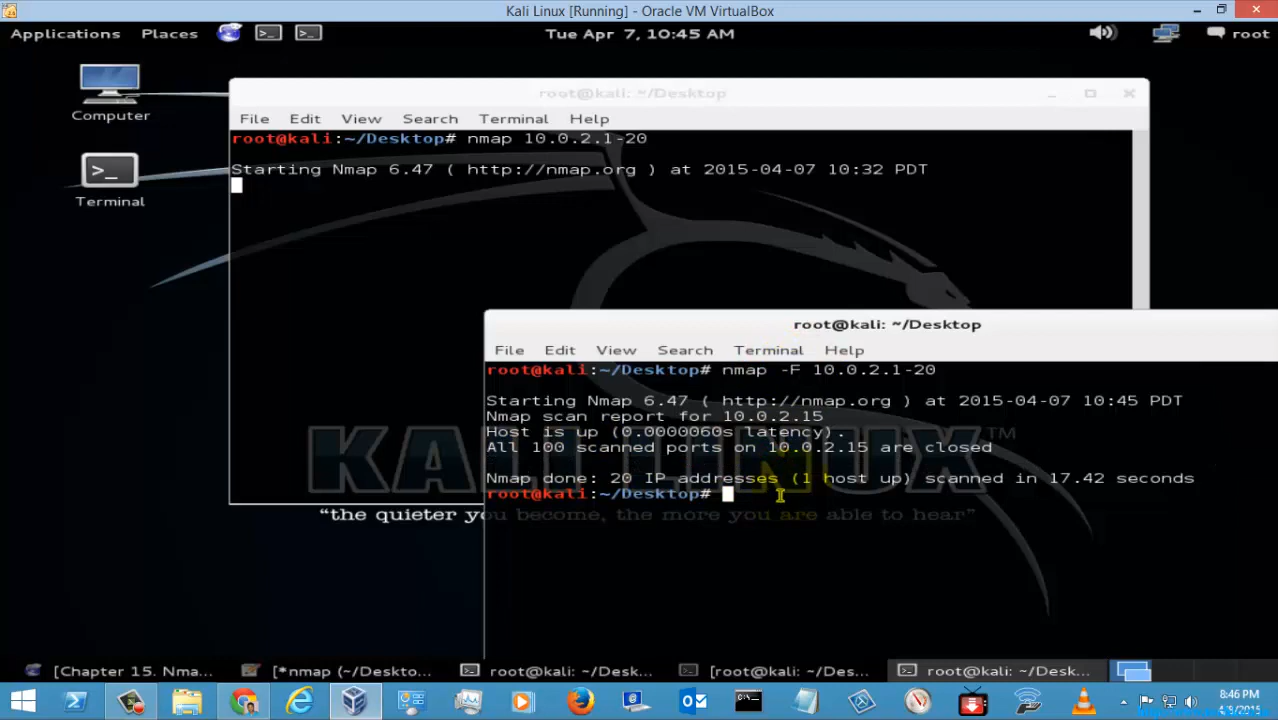 Kali Linux [Running] - Oracle VM VirtualBox
Applications Places Tue Apr 7, 10:45 AM root
Computer
Terminal
root@kali: ~/Desktop
File Edit View Search Terminal Help
root@kali:~/Desktop# nmap 10.0.2.1-20
Starting Nmap 6.47 ( http://nmap.org ) at 2015-04-07 10:32 PDT
root@kali: ~/Desktop
File Edit View Search Terminal Help
root@kali:~/Desktop# nmap -F 10.0.2.1-20
Starting Nmap 6.47 ( http://nmap.org ) at 2015-04-07 10:45 PDT
Nmap scan report for 10.0.2.15
Host is up (0.0000060s latency).
All 100 scanned ports on 10.0.2.15 are closed
Nmap done: 20 IP addresses (1 host up) scanned in 17.42 seconds
root@kali:~/Desktop#
KALI LINUX™
“the quieter you become, the more you are able to hear”
[Chapter 15. Nma... [*nmap (~/Deskto... root@kali: ~/Desk... [root@kali: ~/Des... root@kali: ~/Desk...
8:46 PM